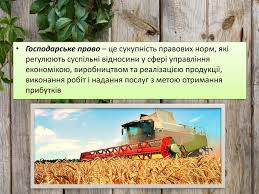 • Господарське право – це сукупність правових норм, які
регулюють суспільні відносини у сфері управління
економікою, виробництвом та реалізацією продукції,
виконання робіт і надання послуг з метою отримання
прибутків